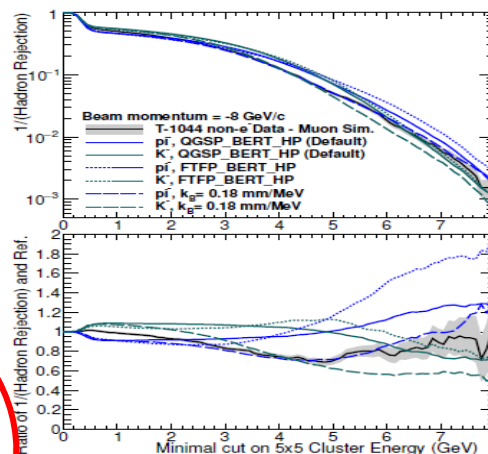 1/(Hadron Rejection)
1
10⁻¹
10⁻²
10⁻³
Beam momentum = -8 GeV/c
T-1044 non-e⁻Data - Muon Sim.
pi⁻, QGSP_BERT_HP (Default)
K⁻, QGSP_BERT_HP (Default)
pi⁻, FTFP_BERT_HP
K⁻, FTFP_BERT_HP
pi⁻, k_B= 0.18 mm/MeV
K⁻, k_B= 0.18 mm/MeV
0 1 2 3 4 5 6 7
Ratio of 1/(Hadron Rejection) and Ref.
2
1.8
1.6
1.4
1.2
1
0.8
0.6
0.4
0.2
0
0 1 2 3 4 5 6 7
Minimal cut on 5x5 Cluster Energy (GeV)